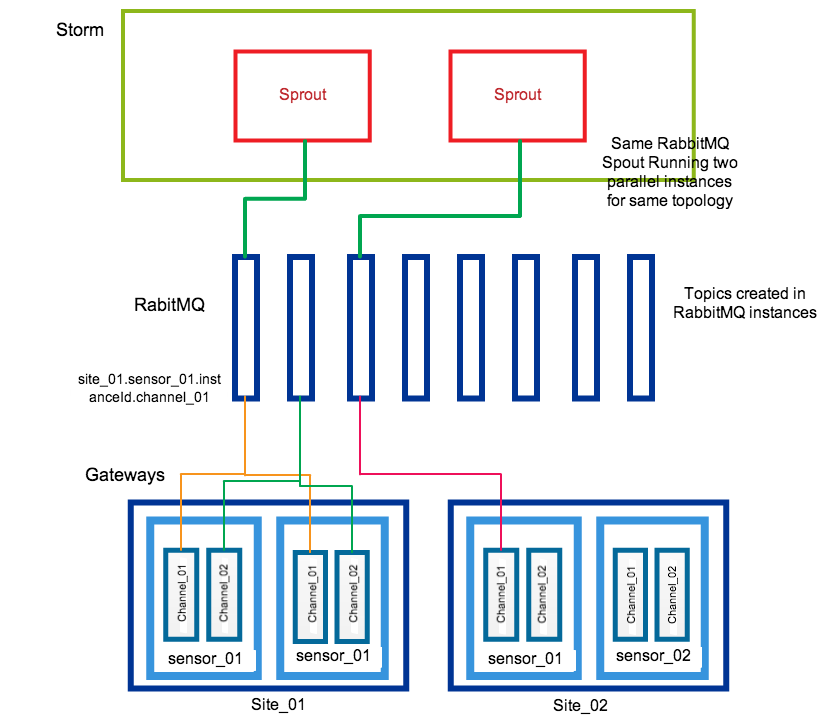 Storm
Sprout
Sprout
Same RabbitMQ
Spout Running two
parallel instances
for same topology
RabitMQ
Topics created in
RabbitMQ instances
site_01.sensor_01.inst
anceId.channel_01
Gateways
Channel_01
Channel_02
Channel_01
Channel_02
Channel_01
Channel_02
Channel_01
Channel_02
sensor_01
sensor_01
sensor_01
sensor_02
Site_01
Site_02